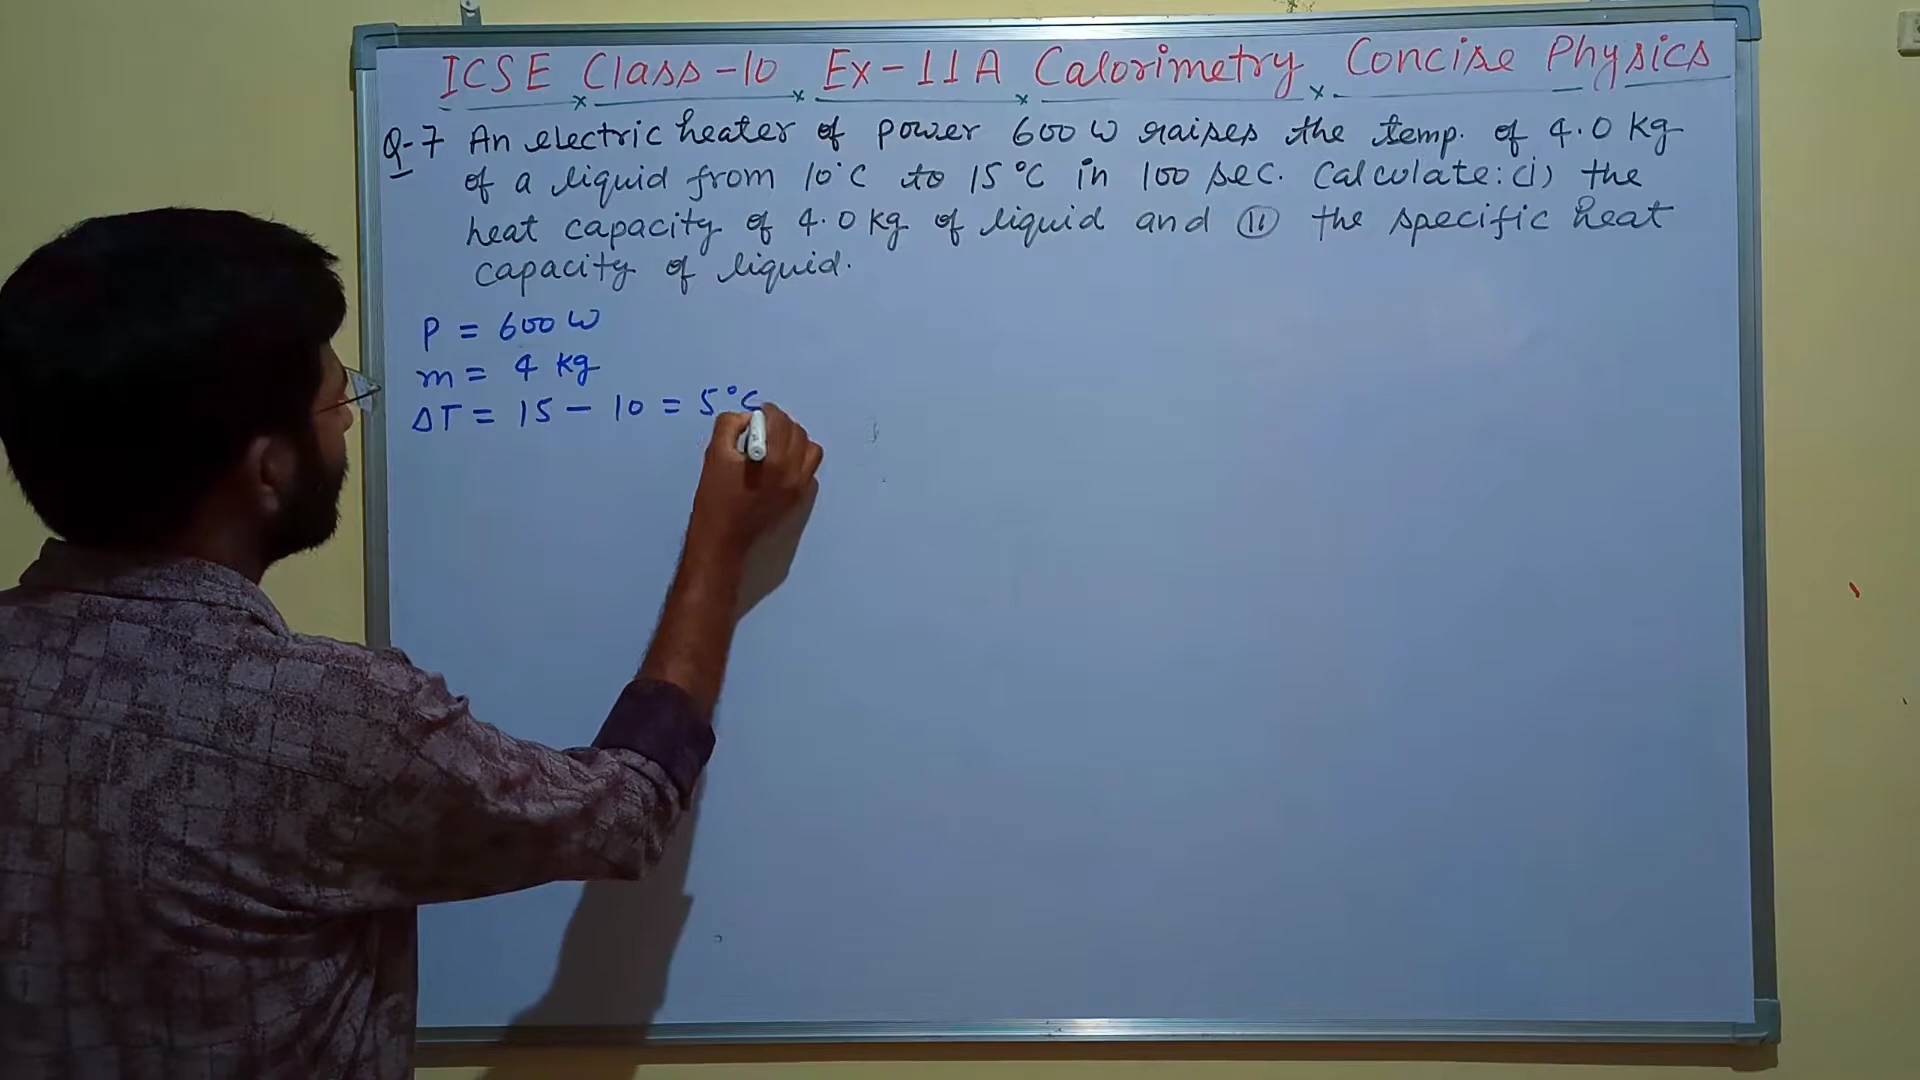 ICSE Class-10 Ex-11A Calorimetry Concise Physics
Q-7 An electric heater of power 600 W raises the temp. of 4.0 kg
of a liquid from 10°C to 15°C in 100 sec. Calculate: (i) the
heat capacity of 4.0 kg of liquid and (ii) the specific heat
capacity of liquid.
P = 600 W
m = 4 kg
ΔT = 15 - 10 = 5°C